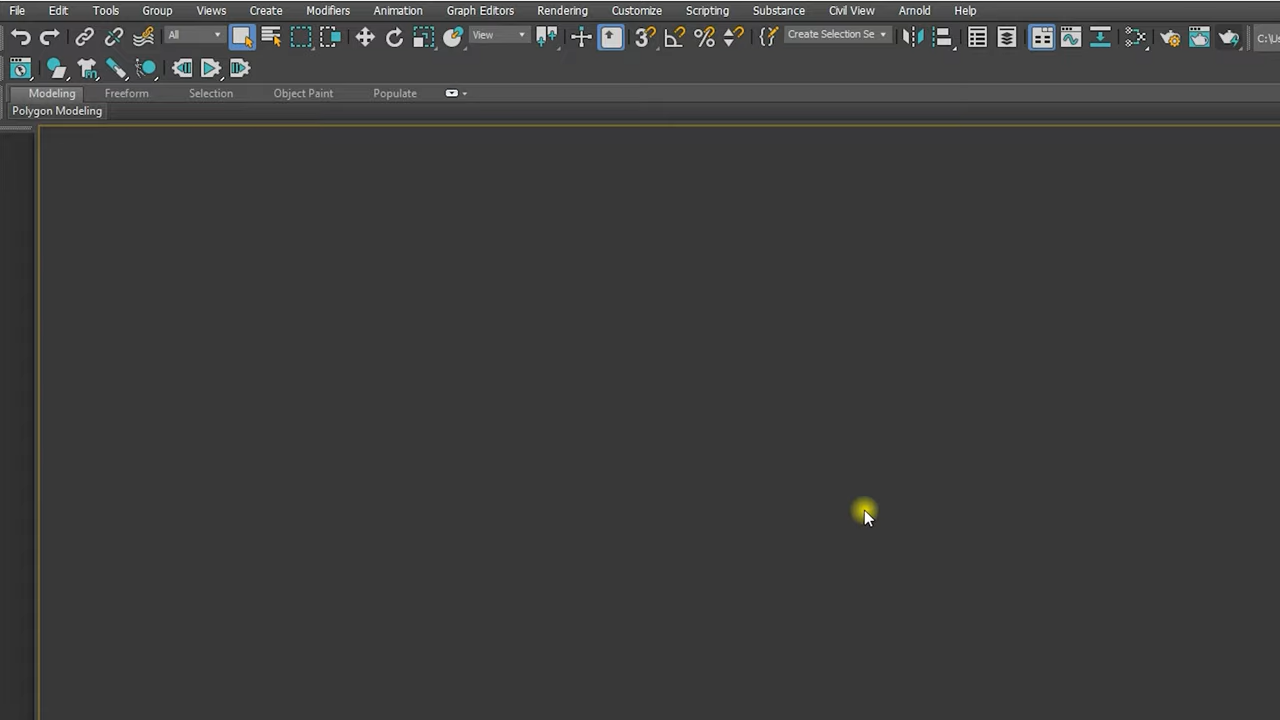 File Edit Tools Group Views Create Modifiers Animation Graph Editors Rendering Customize Scripting Substance Civil View Arnold Help
All View Create Selection Se C:\Us
Modeling Freeform Selection Object Paint Populate
Polygon Modeling